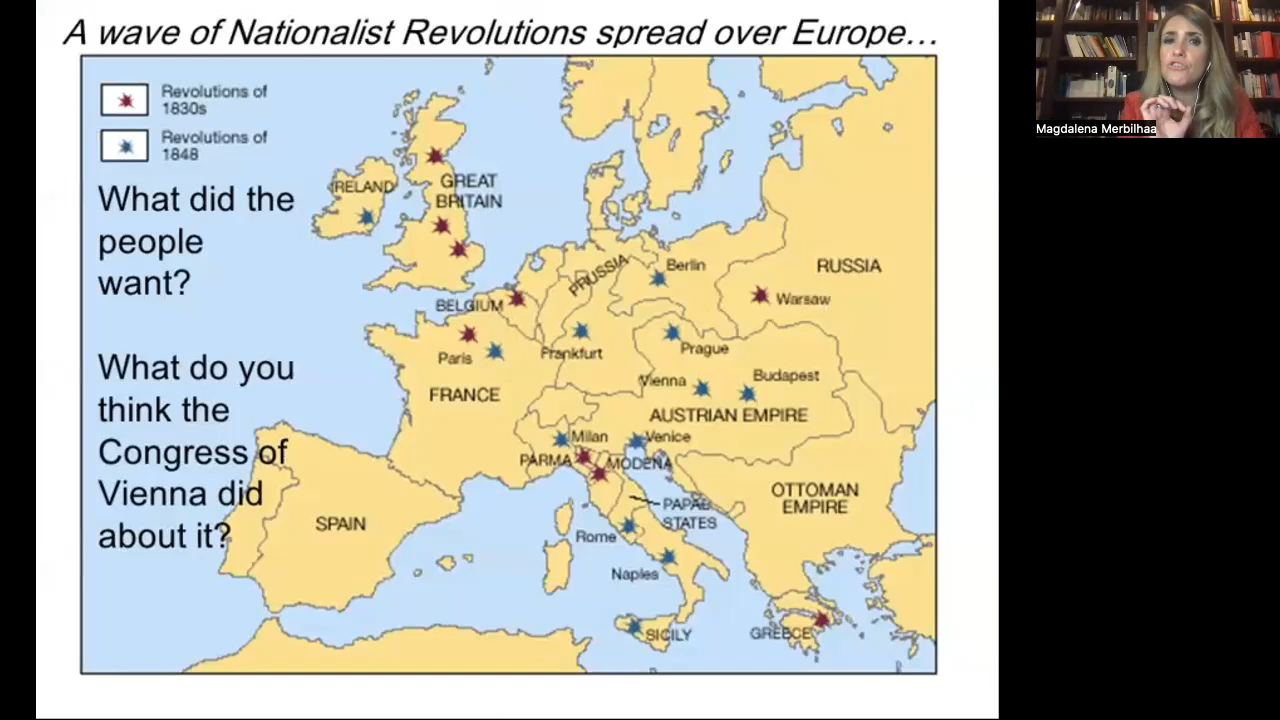 A wave of Nationalist Revolutions spread over Europe...
Revolutions of
1830s
Revolutions of
1848
What did the
people
want?
What do you
think the
Congress of
Vienna did
about it?
IRELAND
GREAT
BRITAIN
PRUSSIA
Berlin
RUSSIA
BELGIUM
Warsaw
Paris
Frankfurt
Prague
Vienna
Budapest
FRANCE
AUSTRIAN EMPIRE
Milan
Venice
PARMA
MODENA
OTTOMAN
EMPIRE
PAPAL
STATES
SPAIN
Rome
Naples
SICILY
GREECE
Magdalena Merbilhaa